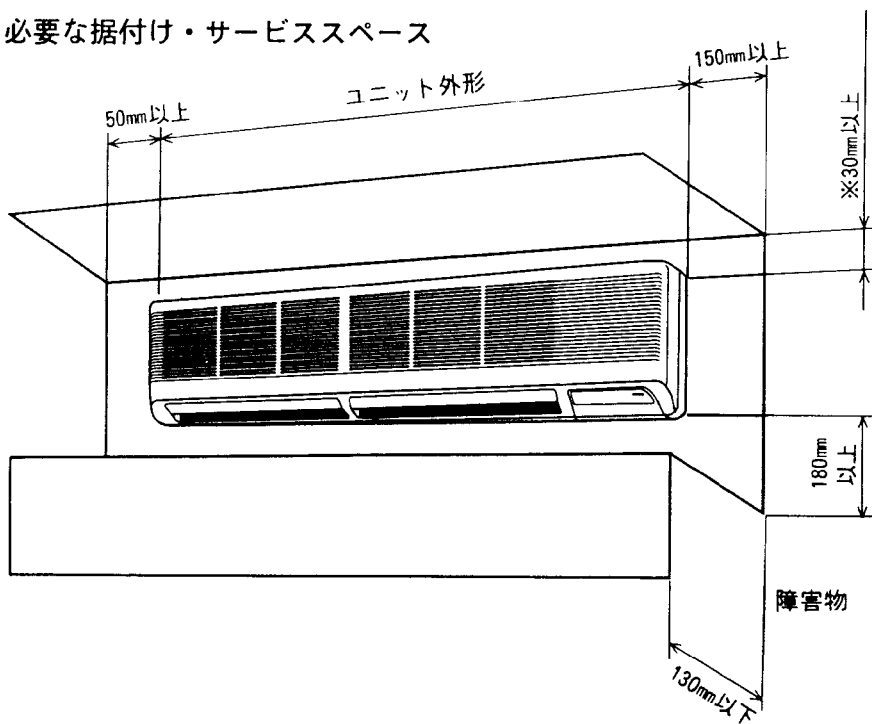 必要な据付け・サービススペース
50mm以上
ユニット外形
150mm以上
※30mm以上
180mm
以上
障害物
130mm以下